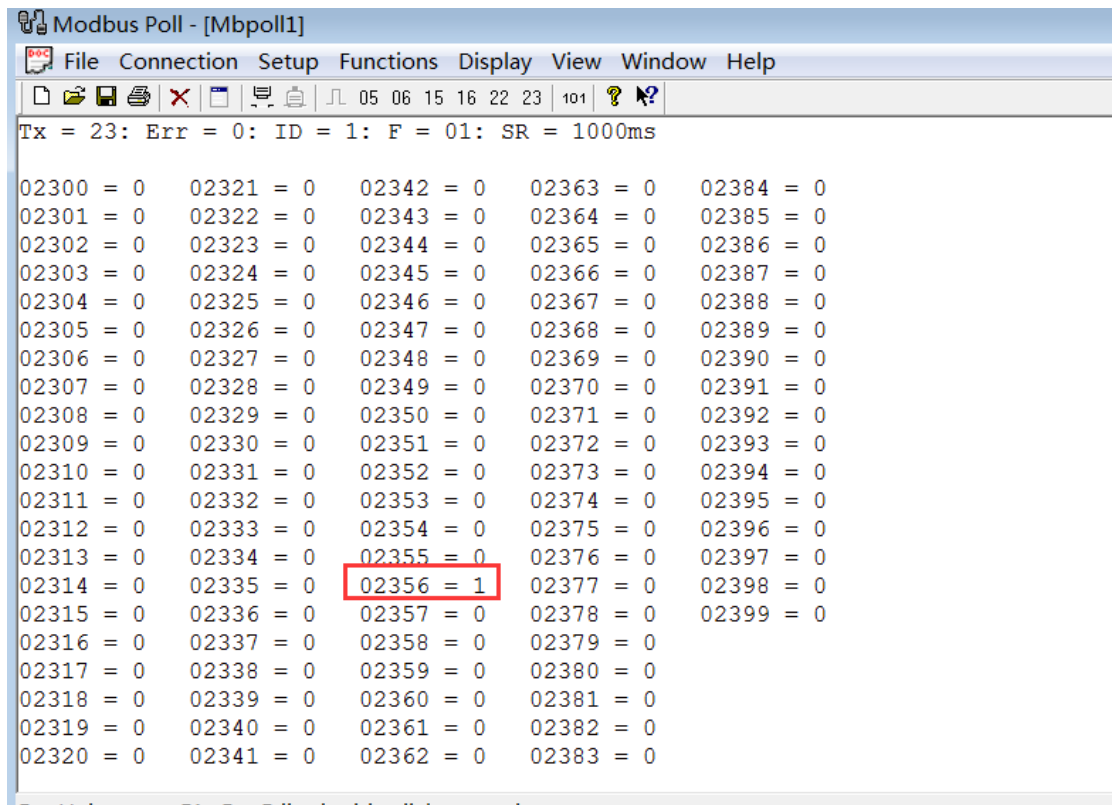 Modbus Poll - [Mbpoll1]
DOC File Connection Setup Functions Display View Window Help
05 06 15 16 22 23 101
Tx = 23: Err = 0: ID = 1: F = 01: SR = 1000ms
02300 = 0 02321 = 0 02342 = 0 02363 = 0 02384 = 0
02301 = 0 02322 = 0 02343 = 0 02364 = 0 02385 = 0
02302 = 0 02323 = 0 02344 = 0 02365 = 0 02386 = 0
02303 = 0 02324 = 0 02345 = 0 02366 = 0 02387 = 0
02304 = 0 02325 = 0 02346 = 0 02367 = 0 02388 = 0
02305 = 0 02326 = 0 02347 = 0 02368 = 0 02389 = 0
02306 = 0 02327 = 0 02348 = 0 02369 = 0 02390 = 0
02307 = 0 02328 = 0 02349 = 0 02370 = 0 02391 = 0
02308 = 0 02329 = 0 02350 = 0 02371 = 0 02392 = 0
02309 = 0 02330 = 0 02351 = 0 02372 = 0 02393 = 0
02310 = 0 02331 = 0 02352 = 0 02373 = 0 02394 = 0
02311 = 0 02332 = 0 02353 = 0 02374 = 0 02395 = 0
02312 = 0 02333 = 0 02354 = 0 02375 = 0 02396 = 0
02313 = 0 02334 = 0 02355 = 0 02376 = 0 02397 = 0
02314 = 0 02335 = 0 02356 = 1 02377 = 0 02398 = 0
02315 = 0 02336 = 0 02357 = 0 02378 = 0 02399 = 0
02316 = 0 02337 = 0 02358 = 0 02379 = 0
02317 = 0 02338 = 0 02359 = 0 02380 = 0
02318 = 0 02339 = 0 02360 = 0 02381 = 0
02319 = 0 02340 = 0 02361 = 0 02382 = 0
02320 = 0 02341 = 0 02362 = 0 02383 = 0